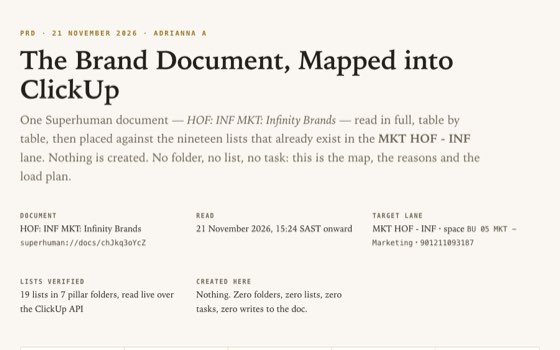 PRD · 21 NOVEMBER 2026 · ADRIANNA A
The Brand Document, Mapped into
ClickUp
One Superhuman document — HOF: INF MKT: Infinity Brands — read in full, table by
table, then placed against the nineteen lists that already exist in the MKT HOF - INF
lane. Nothing is created. No folder, no list, no task: this is the map, the reasons and the
load plan.
DOCUMENT
HOF: INF MKT: Infinity Brands
superhuman://docs/chJkq3oYcZ
READ
21 November 2026, 15:24 SAST onward
TARGET LANE
MKT HOF - INF · space BU 05 MKT –
Marketing · 901211093187
LISTS VERIFIED
19 lists in 7 pillar folders, read live over
the ClickUp API
CREATED HERE
Nothing. Zero folders, zero lists, zero
tasks, zero writes to the doc.